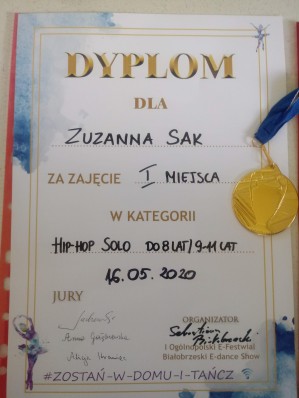 DYPLOM
DLA
ZUZANNA SAK
ZA ZAJĘCIE I MIEJSCA
W KATEGORII
HIP-HOP SOLO DO 8 LAT/9-11 LAT
16.05.2020
JURY
ORGANIZATOR
I Ogólnopolski E-Festiwal
Białobrzeski E-dance Show
#ZOSTAŃ-W-DOMU-I-TAŃCZ